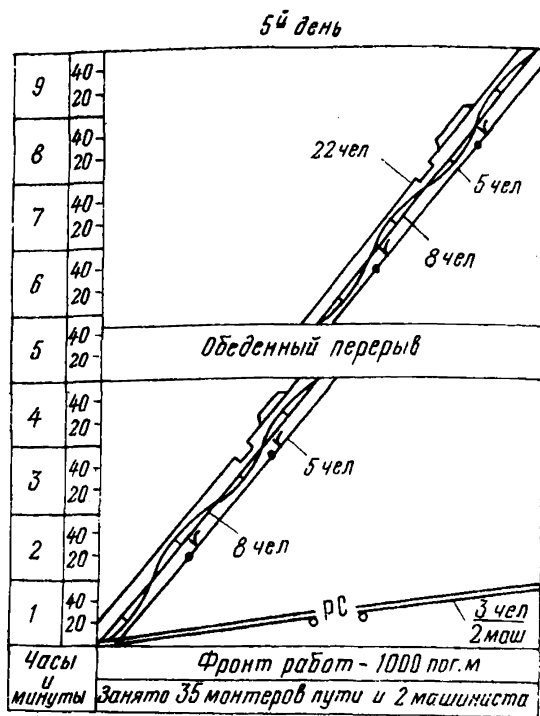 5й день
9 40 20
8 40 20
22 чел
5 чел
7 40 20
8 чел
6 40 20
5 40 20
Обеденный перерыв
4 40 20
5 чел
3 40 20
8 чел
2 40 20
1 40 20
РС
3 чел
2 маш
Часы и минуты
Фронт работ - 1000 пог.м
Занято 35 монтеров пути и 2 машиниста